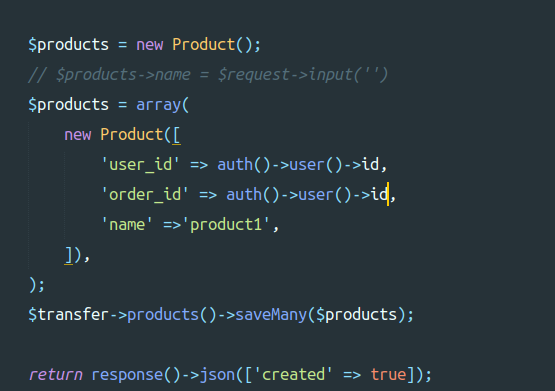 $products = new Product();
// $products->name = $request->input('')
$products = array(
new Product([
'user_id' => auth()->user()->id,
'order_id' => auth()->user()->id,
'name' =>'product1',
]),
);
$transfer->products()->saveMany($products);
return response()->json(['created' => true]);